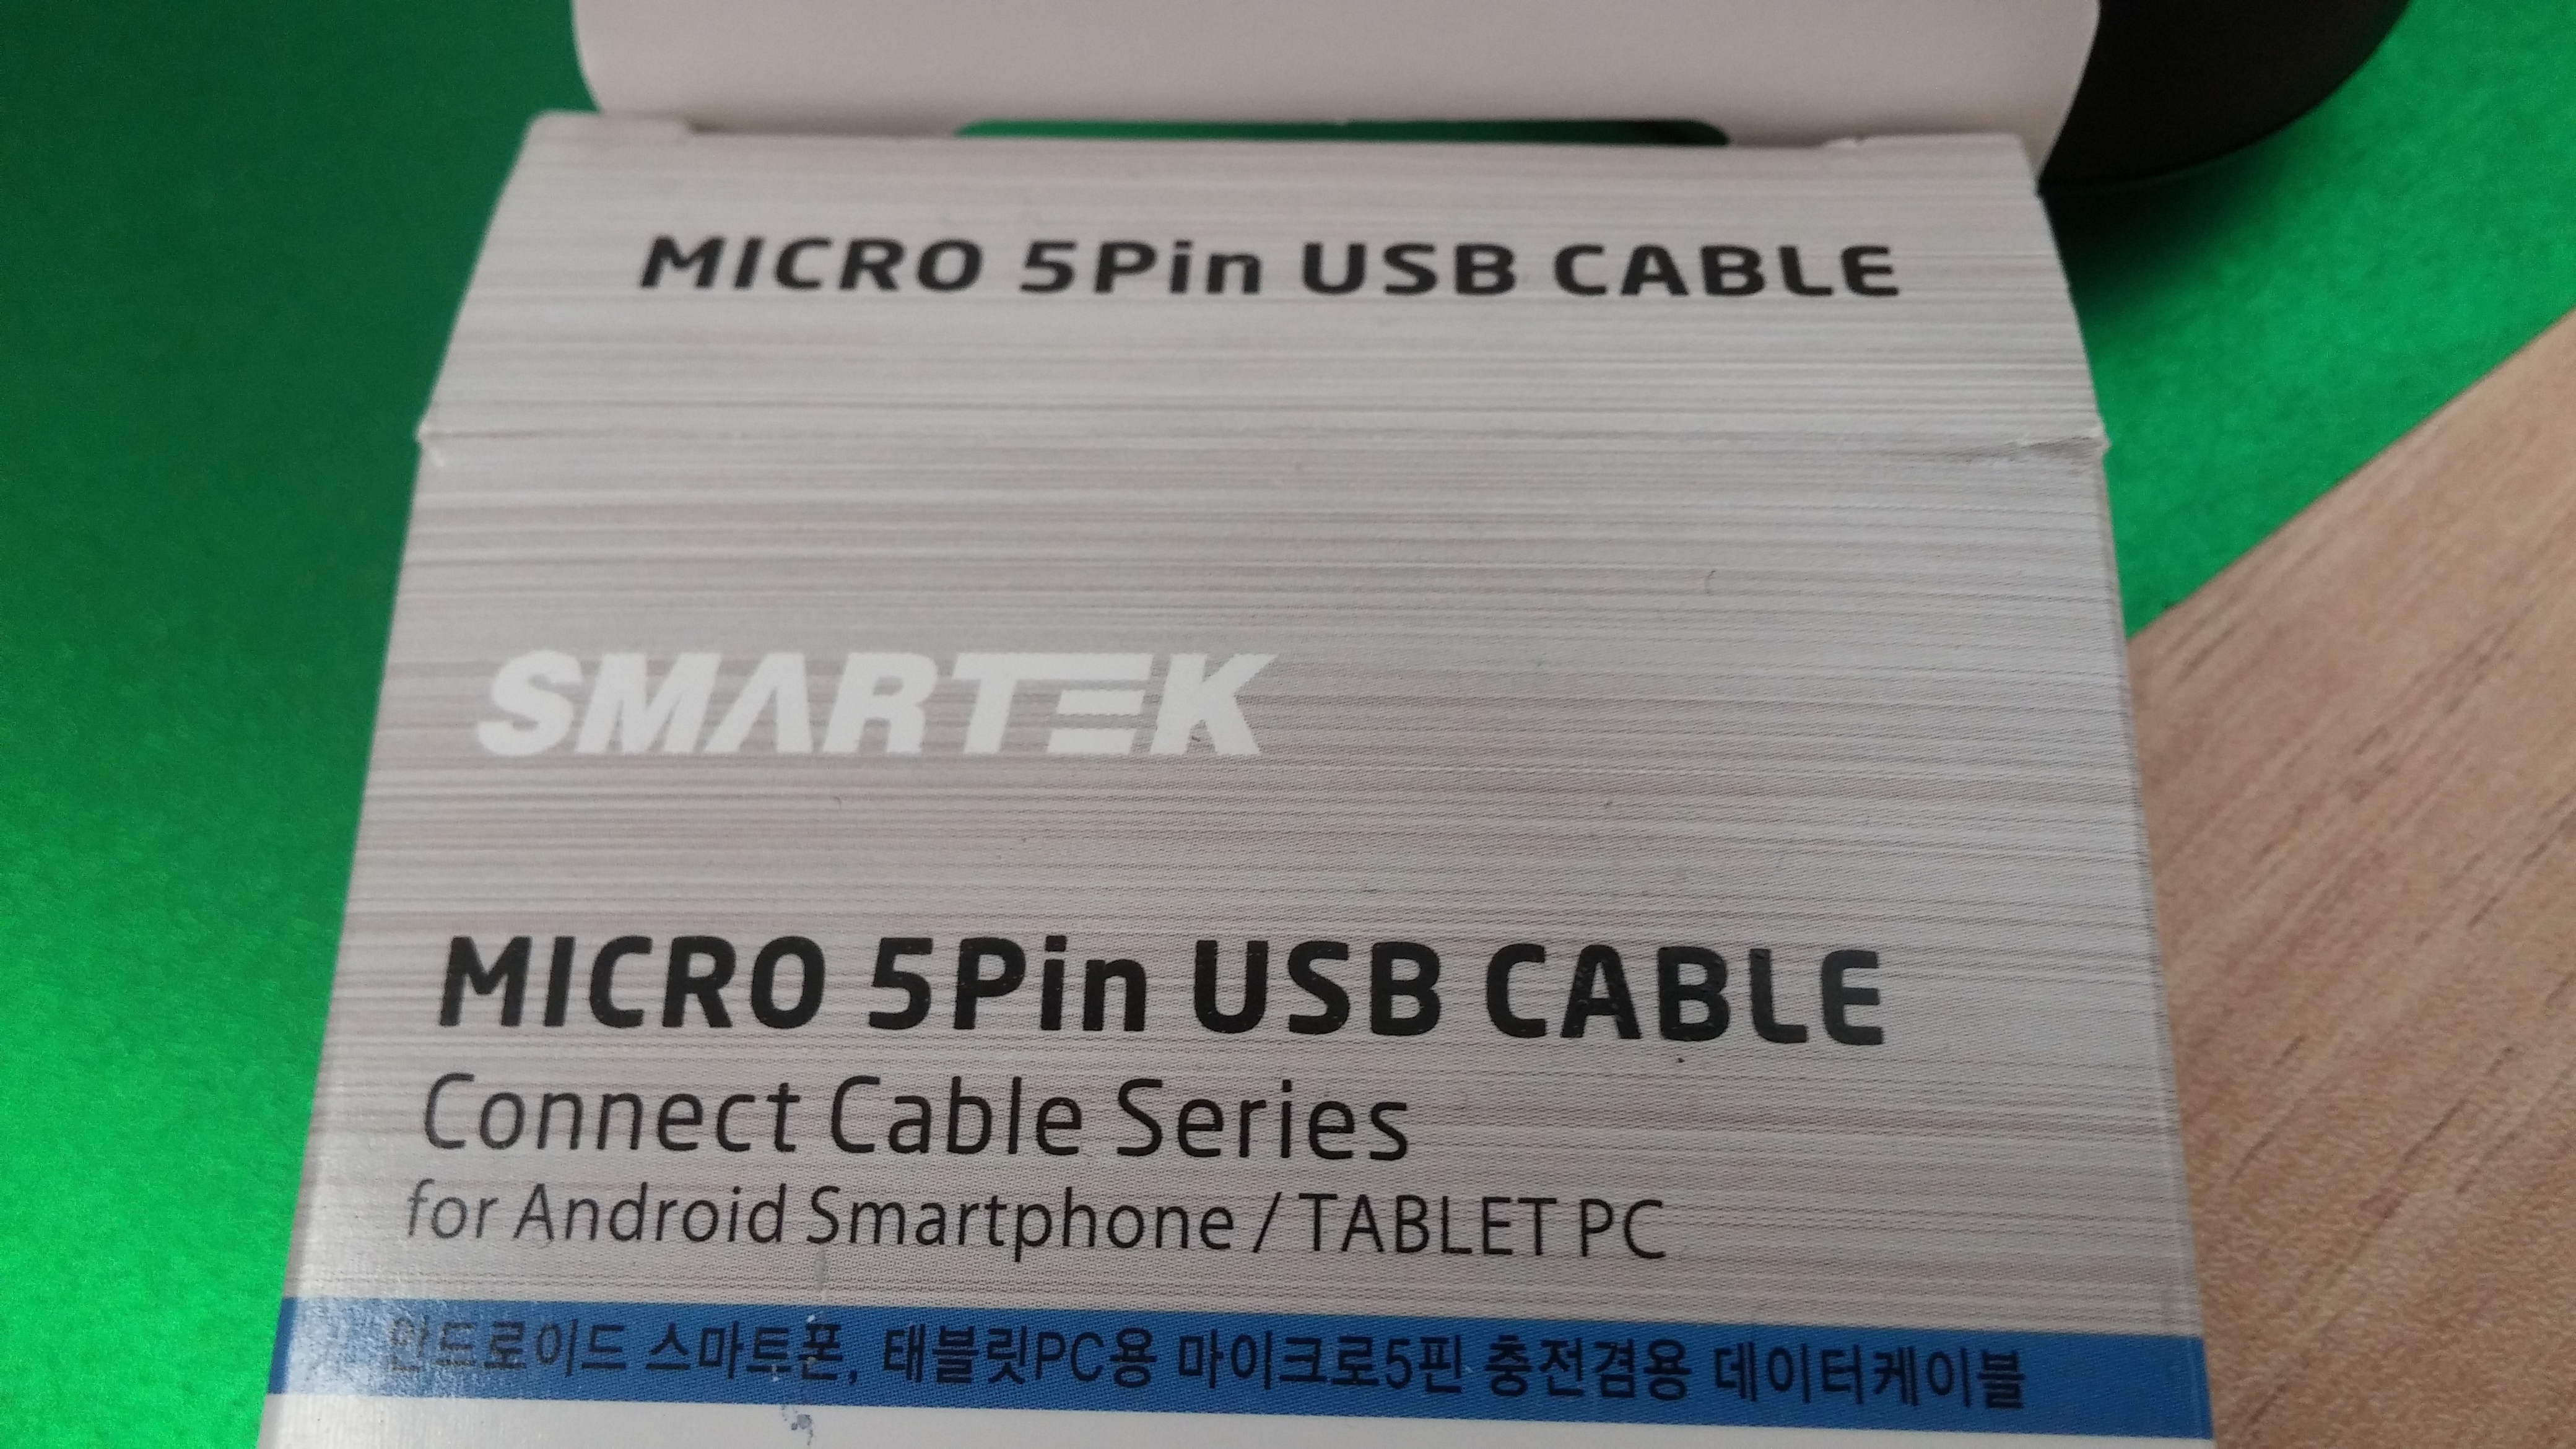 MICRO 5Pin USB CABLE
SMARTEK
MICRO 5Pin USB CABLE
Connect Cable Series
for Android Smartphone / TABLET PC
안드로이드 스마트폰, 태블릿PC용 마이크로5핀 충전겸용 데이터케이블